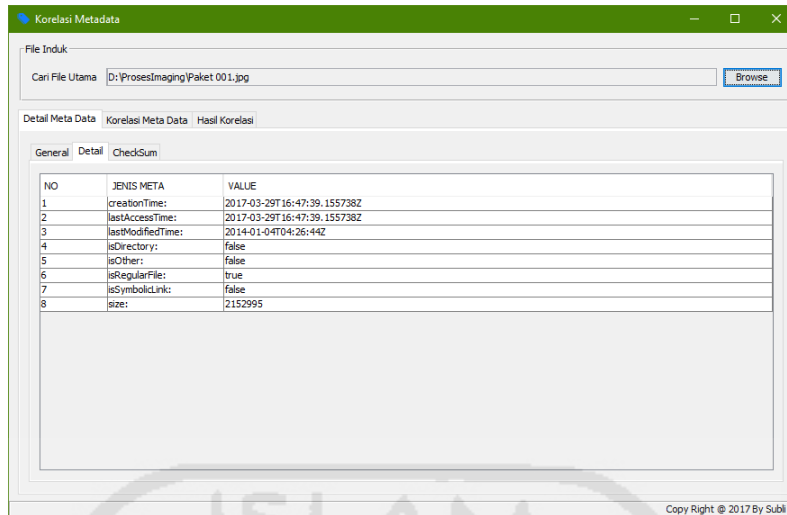 Korelasi Metadata
File Induk
Cari File Utama D:\ProsesImaging\Paket 001.jpg Browse
Detail Meta Data Korelasi Meta Data Hasil Korelasi
General Detail CheckSum
NO JENIS META VALUE
1 creationTime: 2017-03-29T16:47:39.155738Z
2 lastAccessTime: 2017-03-29T16:47:39.155738Z
3 lastModifiedTime: 2014-01-04T04:26:44Z
4 isDirectory: false
5 isOther: false
6 isRegularFile: true
7 isSymbolicLink: false
8 size: 2152995
ISLAM
Copy Right @ 2017 By Subli